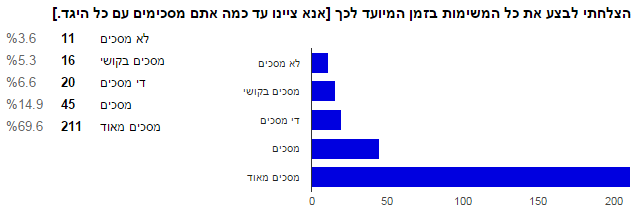 הצלחתי לבצע את כל המשימות בזמן המיועד לכך [אנא ציינו עד כמה אתם מסכימים עם כל היגד.]
לא מסכים 11 %3.6
מסכים בקושי 16 %5.3
די מסכים 20 %6.6
מסכים 45 %14.9
מסכים מאוד 211 %69.6
לא מסכים
מסכים בקושי
די מסכים
מסכים
מסכים מאוד
0 50 100 150 200